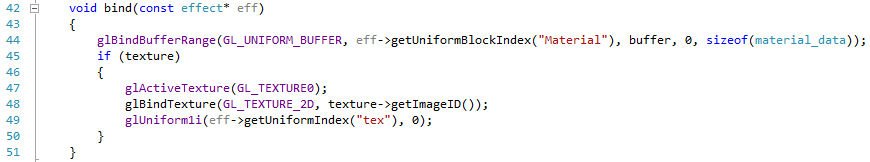 42 void bind(const effect* eff)
43 {
44 glBindBufferRange(GL_UNIFORM_BUFFER, eff->getUniformBlockIndex("Material"), buffer, 0, sizeof(material_data));
45 if (texture)
46 {
47 glActiveTexture(GL_TEXTURE0);
48 glBindTexture(GL_TEXTURE_2D, texture->getImageID());
49 glUniform1i(eff->getUniformIndex("tex"), 0);
50 }
51 }